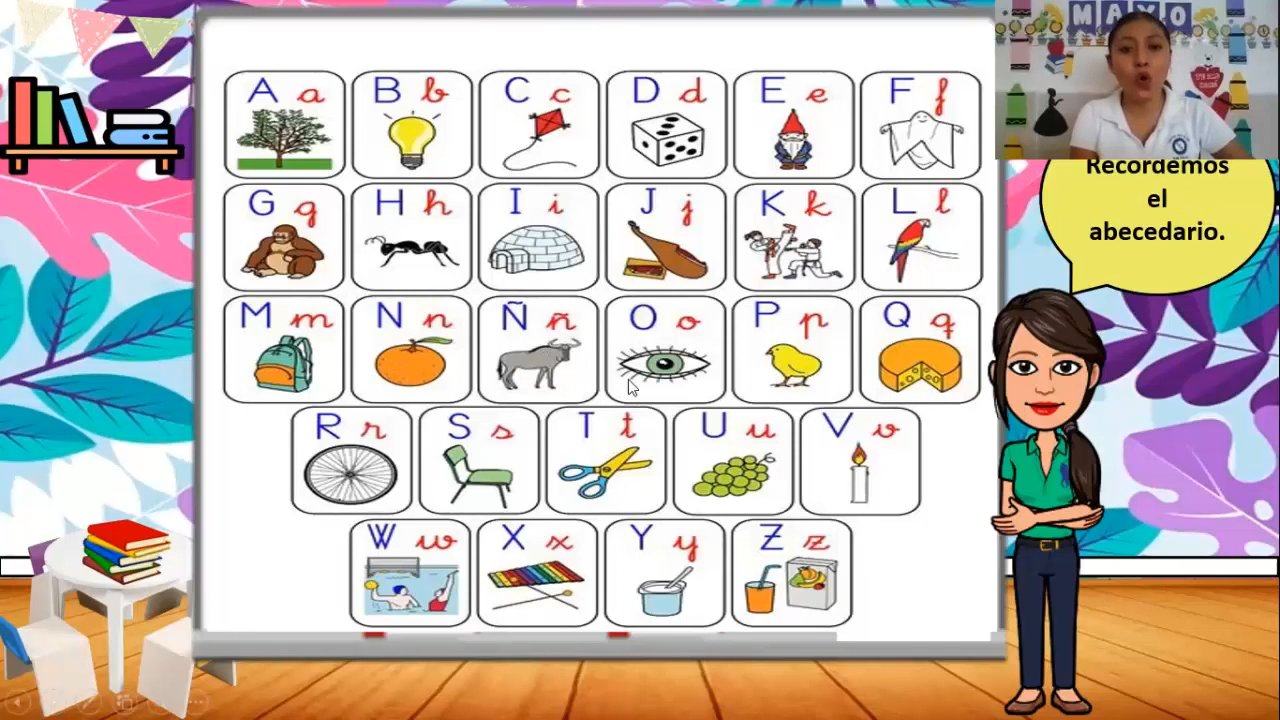 MAYO
A a B b C c D d E e F f
Recordemos
el
abecedario.
G g H h I i J j K k L l
M m N n Ñ ñ O o P p Q q
R r S s T t U u V v
W w X x Y y Z z